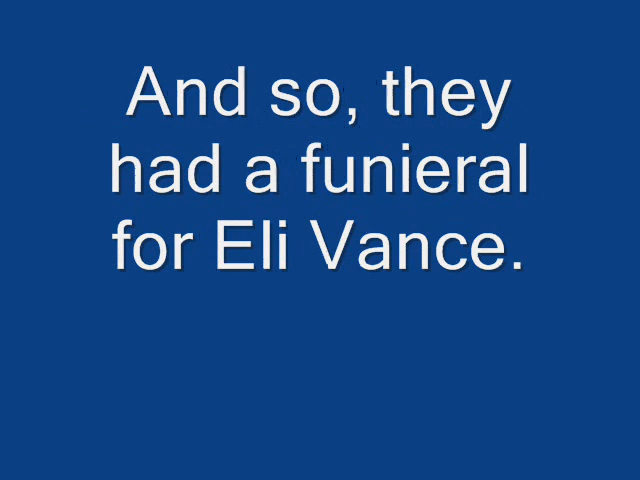 And so, they
had a funieral
for Eli Vance.